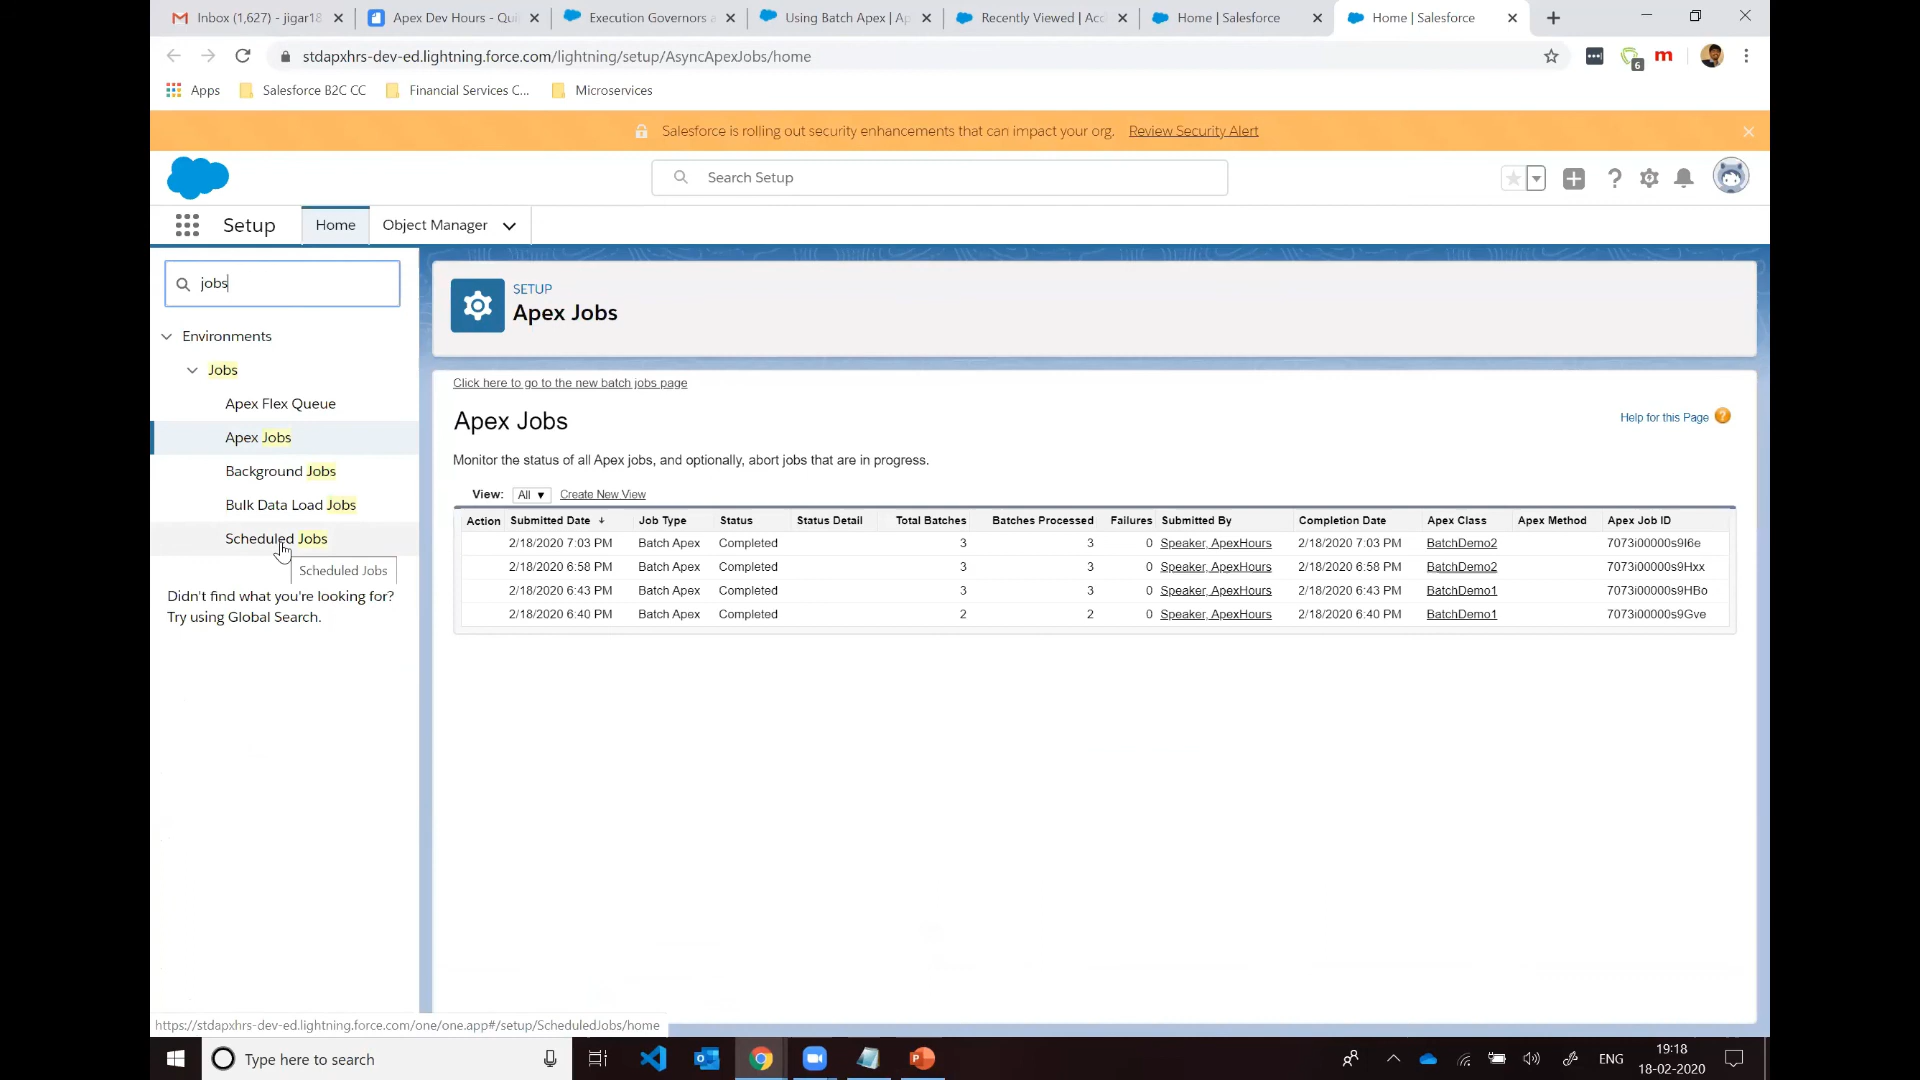 Inbox (1,627) - jigar18
Apex Dev Hours - Qui
Execution Governors a
Using Batch Apex | Ap
Recently Viewed | Acc
Home | Salesforce
Home | Salesforce
stdapxhrs-dev-ed.lightning.force.com/lightning/setup/AsyncApexJobs/home
6
m
Apps
Salesforce B2C CC
Financial Services C...
Microservices
Salesforce is rolling out security enhancements that can impact your org. Review Security Alert
Search Setup
Setup
Home
Object Manager
jobs
Environments
Jobs
Apex Flex Queue
Apex Jobs
Background Jobs
Bulk Data Load Jobs
Scheduled Jobs
Scheduled Jobs
Didn't find what you're looking for?
Try using Global Search.
SETUP
Apex Jobs
Click here to go to the new batch jobs page
Apex Jobs
Help for this Page ?
Monitor the status of all Apex jobs, and optionally, abort jobs that are in progress.
View: All Create New View
Action Submitted Date Job Type Status Status Detail Total Batches Batches Processed Failures Submitted By Completion Date Apex Class Apex Method Apex Job ID
2/18/2020 7:03 PM Batch Apex Completed 3 3 0 Speaker, ApexHours 2/18/2020 7:03 PM BatchDemo2 7073i00000s9I6e
2/18/2020 6:58 PM Batch Apex Completed 3 3 0 Speaker, ApexHours 2/18/2020 6:58 PM BatchDemo2 7073i00000s9Hxx
2/18/2020 6:43 PM Batch Apex Completed 3 3 0 Speaker, ApexHours 2/18/2020 6:43 PM BatchDemo1 7073i00000s9HBo
2/18/2020 6:40 PM Batch Apex Completed 2 2 0 Speaker, ApexHours 2/18/2020 6:40 PM BatchDemo1 7073i00000s9Gve
https://stdapxhrs-dev-ed.lightning.force.com/one/one.app#/setup/ScheduledJobs/home
Type here to search
ENG
19:18
18-02-2020